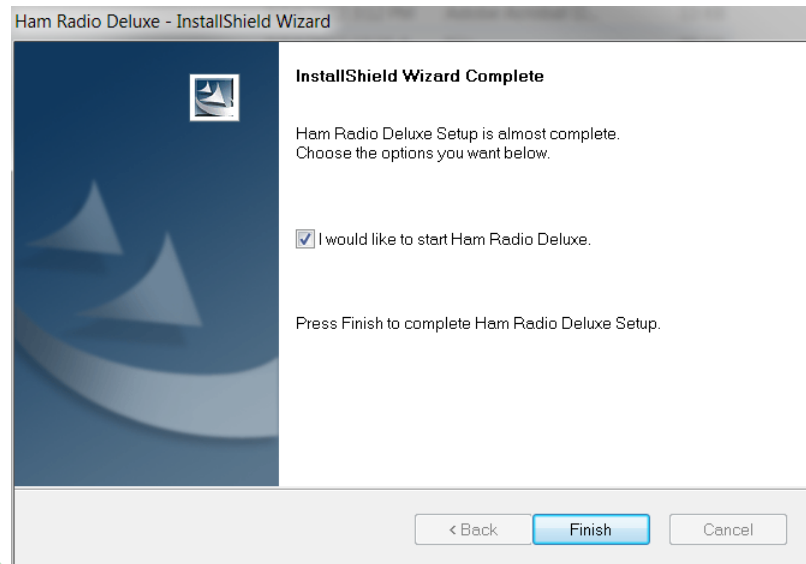 Ham Radio Deluxe - InstallShield Wizard
InstallShield Wizard Complete
Ham Radio Deluxe Setup is almost complete.
Choose the options you want below.
I would like to start Ham Radio Deluxe.
Press Finish to complete Ham Radio Deluxe Setup.
< Back Finish Cancel